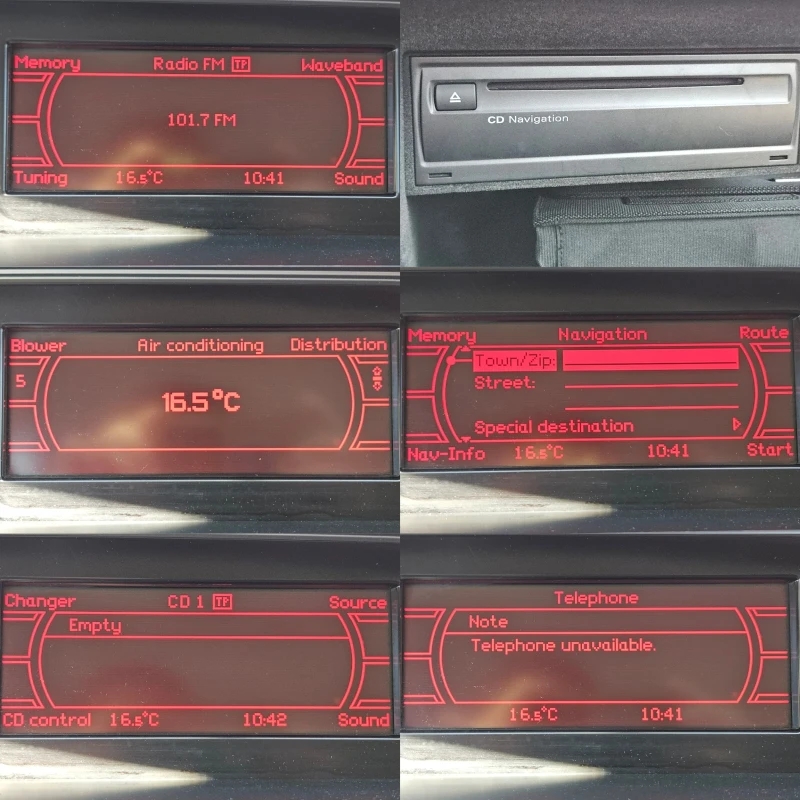 Memory Radio FM TP Waveband
101.7 FM
Tuning 16.5°C 10:41 Sound
CD Navigation
Blower Air conditioning Distribution
5
16.5°C
Memory Navigation Route
Town/Zip:
Street:
Special destination
Nav-Info 16.5°C 10:41 Start
Changer CD 1 TP Source
Empty
CD control 16.5°C 10:42 Sound
Telephone
Note
Telephone unavailable.
16.5°C 10:41